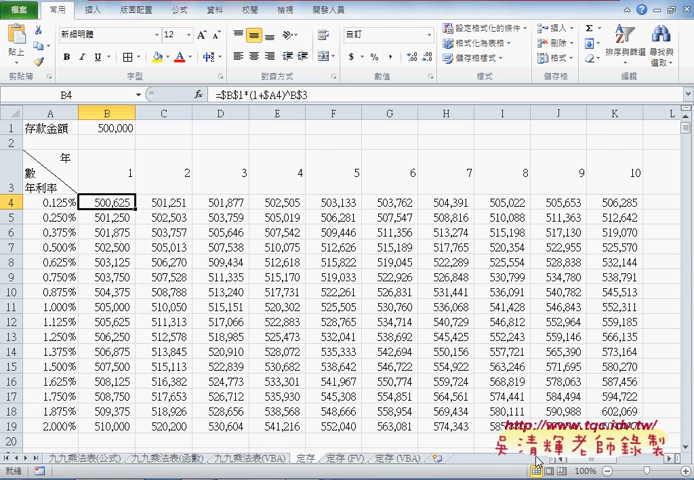 檔案 常用 插入 版面配置 公式 資料 校閱 檢視 開發人員
貼上 新細明體 12 自訂 設定格式化的條件 插入 Σ
B I U $ % , 格式化為表格 刪除 排序與篩選 尋找與選取
儲存格樣式 格式
剪貼簿 字型 對齊方式 數值 樣式 儲存格 編輯
B4 fx =$B$1*(1+$A4)^B$3
A B C D E F G H I J K L
1 存款金額 500,000
2
年
數 1 2 3 4 5 6 7 8 9 10
3 年利率
4 0.125% 500,625 501,251 501,877 502,505 503,133 503,762 504,391 505,022 505,653 506,285
5 0.250% 501,250 502,503 503,759 505,019 506,281 507,547 508,816 510,088 511,363 512,642
6 0.375% 501,875 503,757 505,646 507,542 509,446 511,356 513,274 515,198 517,130 519,070
7 0.500% 502,500 505,013 507,538 510,075 512,626 515,189 517,765 520,354 522,955 525,570
8 0.625% 503,125 506,270 509,434 512,618 515,822 519,045 522,289 525,554 528,838 532,144
9 0.750% 503,750 507,528 511,335 515,170 519,033 522,926 526,848 530,799 534,780 538,791
10 0.875% 504,375 508,788 513,240 517,731 522,261 526,831 531,441 536,091 540,782 545,513
11 1.000% 505,000 510,050 515,151 520,302 525,505 530,760 536,068 541,428 546,843 552,311
12 1.125% 505,625 511,313 517,066 522,883 528,765 534,714 540,729 546,812 552,964 559,185
13 1.250% 506,250 512,578 518,985 525,473 532,041 538,692 545,425 552,243 559,146 566,135
14 1.375% 506,875 513,845 520,910 528,072 535,333 542,694 550,156 557,721 565,390 573,164
15 1.500% 507,500 515,113 522,839 530,682 538,642 546,722 554,922 563,246 571,695 580,270
16 1.625% 508,125 516,382 524,773 533,301 541,967 550,774 559,724 568,819 578,063 587,456
17 1.750% 508,750 517,653 526,712 535,930 545,308 554,851 564,561 574,441 584,494 594,722
18 1.875% 509,375 518,926 528,656 538,568 548,666 558,954 569,434 580,111 590,988 602,069
19 2.000% 510,000 520,200 530,604 541,216 552,040 563,081 574,343
20
http://www.tqc.idv.tw/
吳清輝老師錄製
九九乘法表(公式) 九九乘法表(函數) 九九乘法表(VBA) 定存 定存 (FV) 定存 (VBA)
就緒 100%